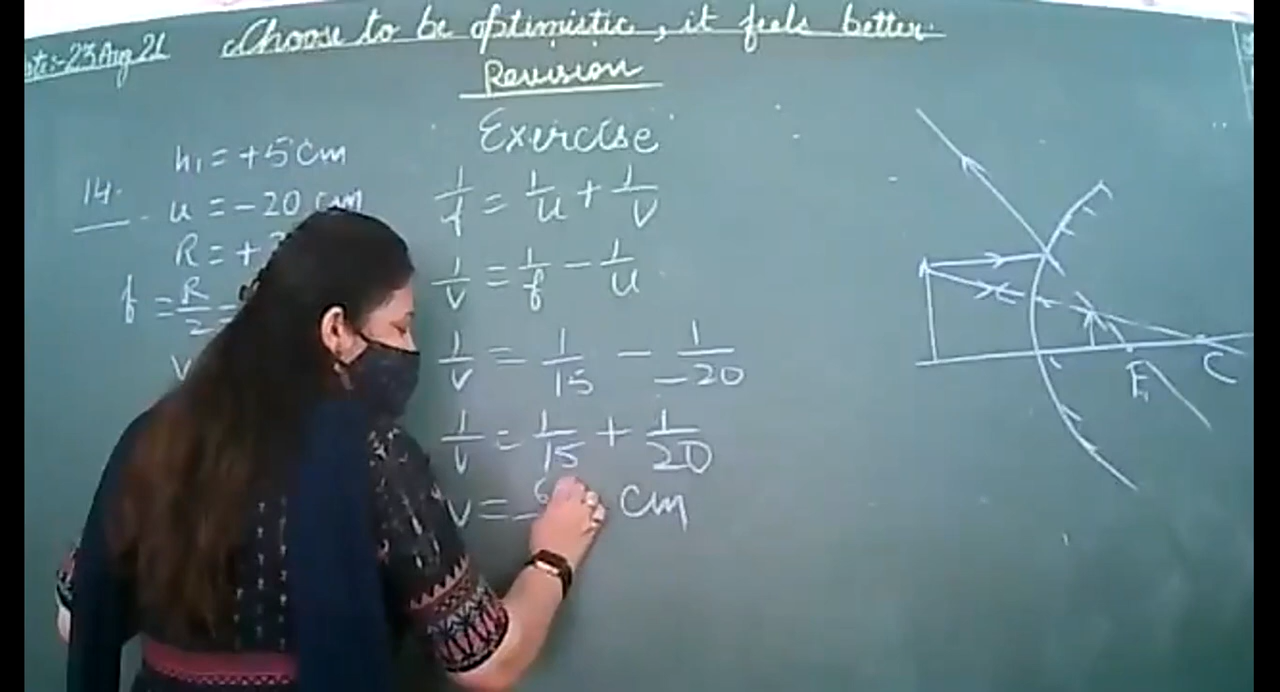 23 Aug 21
Choose to be optimistic, it feels better.
Revision
Exercise
14.
h₁ = +5 cm
u = -20 cm
R = +
f = R/2 =
v
1/f = 1/u + 1/v
1/v = 1/f - 1/u
1/v = 1/15 - 1/-20
1/v = 1/15 + 1/20
v = cm
F₁ C